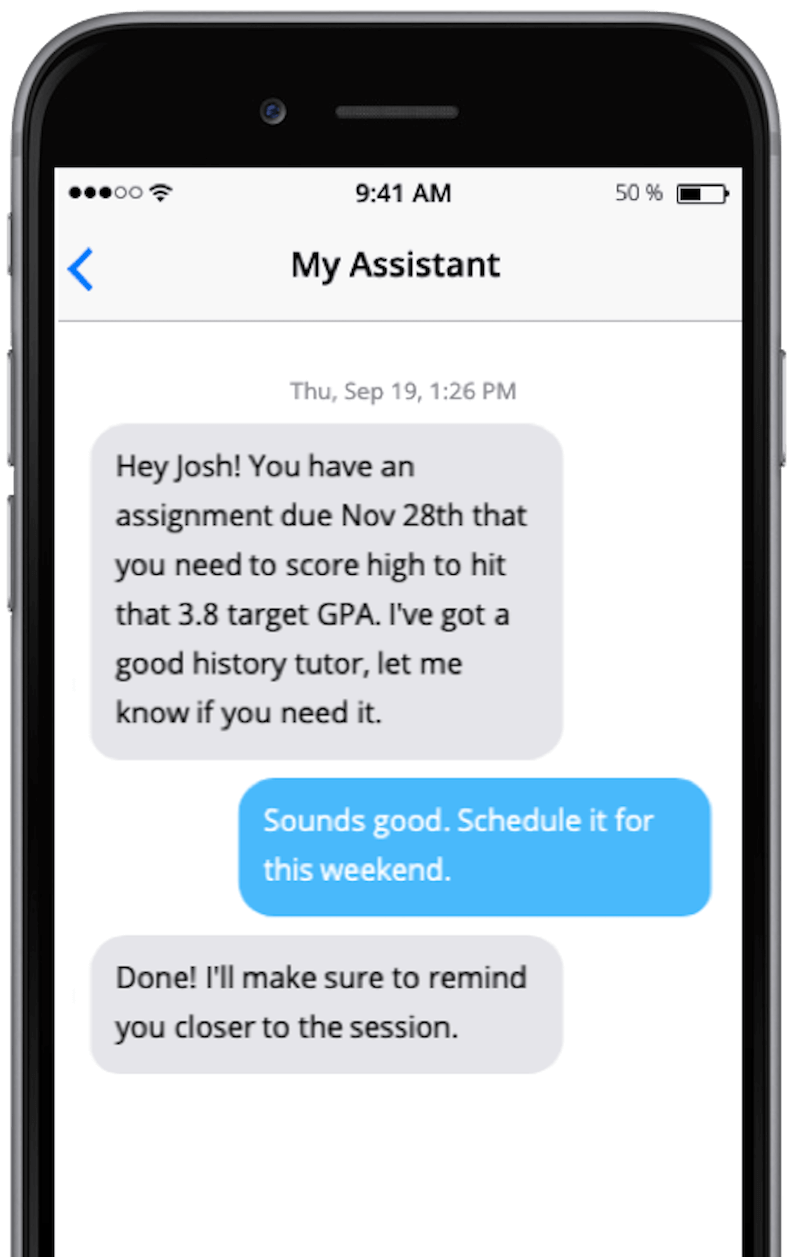 9:41 AM
50 %
My Assistant
Thu, Sep 19, 1:26 PM
Hey Josh! You have an
assignment due Nov 28th that
you need to score high to hit
that 3.8 target GPA. I've got a
good history tutor, let me
know if you need it.
Sounds good. Schedule it for
this weekend.
Done! I'll make sure to remind
you closer to the session.